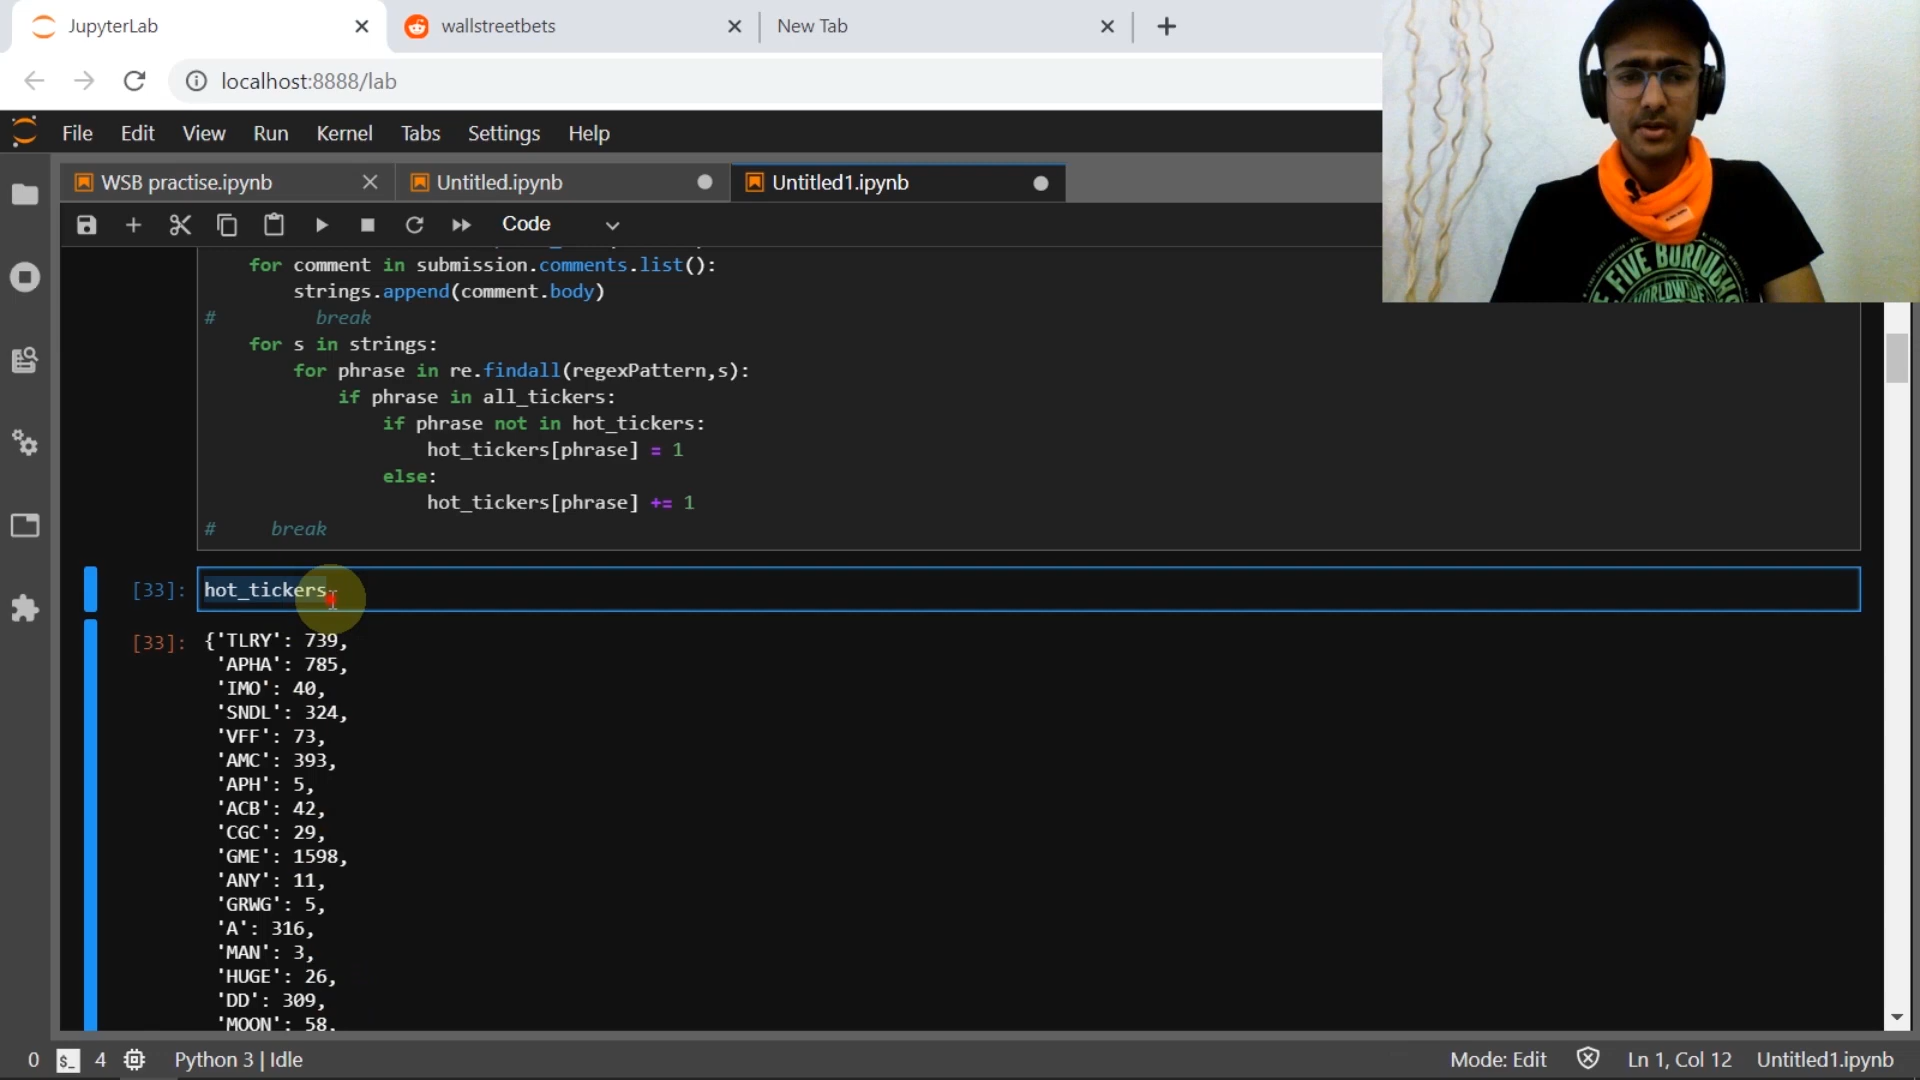 JupyterLab
wallstreetbets
New Tab
localhost:8888/lab
File Edit View Run Kernel Tabs Settings Help
WSB practise.ipynb
Untitled.ipynb
Untitled1.ipynb
Code
for comment in submission.comments.list():
strings.append(comment.body)
# break
for s in strings:
for phrase in re.findall(regexPattern,s):
if phrase in all_tickers:
if phrase not in hot_tickers:
hot_tickers[phrase] = 1
else:
hot_tickers[phrase] += 1
# break
[33]: hot_tickers
[33]: {'TLRY': 739,
'APHA': 785,
'IMO': 40,
'SNDL': 324,
'VFF': 73,
'AMC': 393,
'APH': 5,
'ACB': 42,
'CGC': 29,
'GME': 1598,
'ANY': 11,
'GRWG': 5,
'A': 316,
'MAN': 3,
'HUGE': 26,
'DD': 309,
'MOON': 58,
FIVE BOROUGHS
WORLDWIDE
0 $_ 4 Python 3 | Idle Mode: Edit Ln 1, Col 12 Untitled1.ipynb